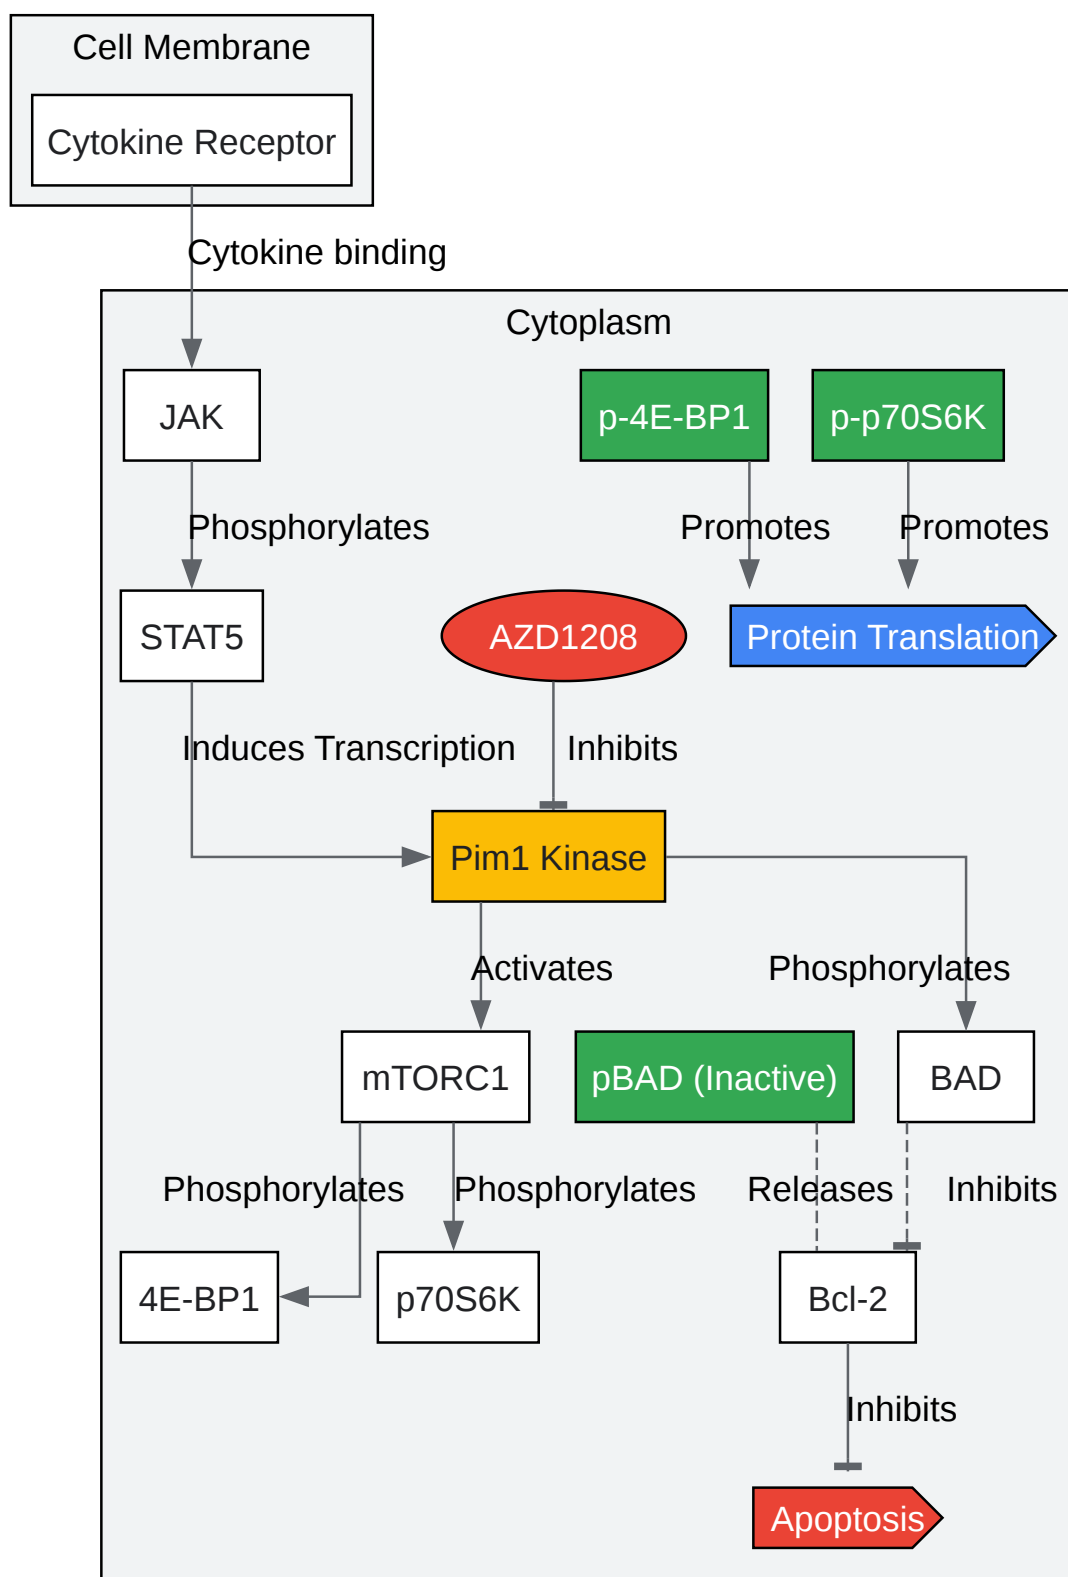 Cell Membrane
Cytokine Receptor
Cytokine binding
Cytoplasm
JAK
p-4E-BP1
p-p70S6K
Phosphorylates
Promotes
Promotes
STAT5
AZD1208
Protein Translation
Induces Transcription
Inhibits
Pim1 Kinase
Activates
Phosphorylates
mTORC1
pBAD (Inactive)
BAD
Phosphorylates
Phosphorylates
Releases
Inhibits
4E-BP1
p70S6K
Bcl-2
Inhibits
Apoptosis